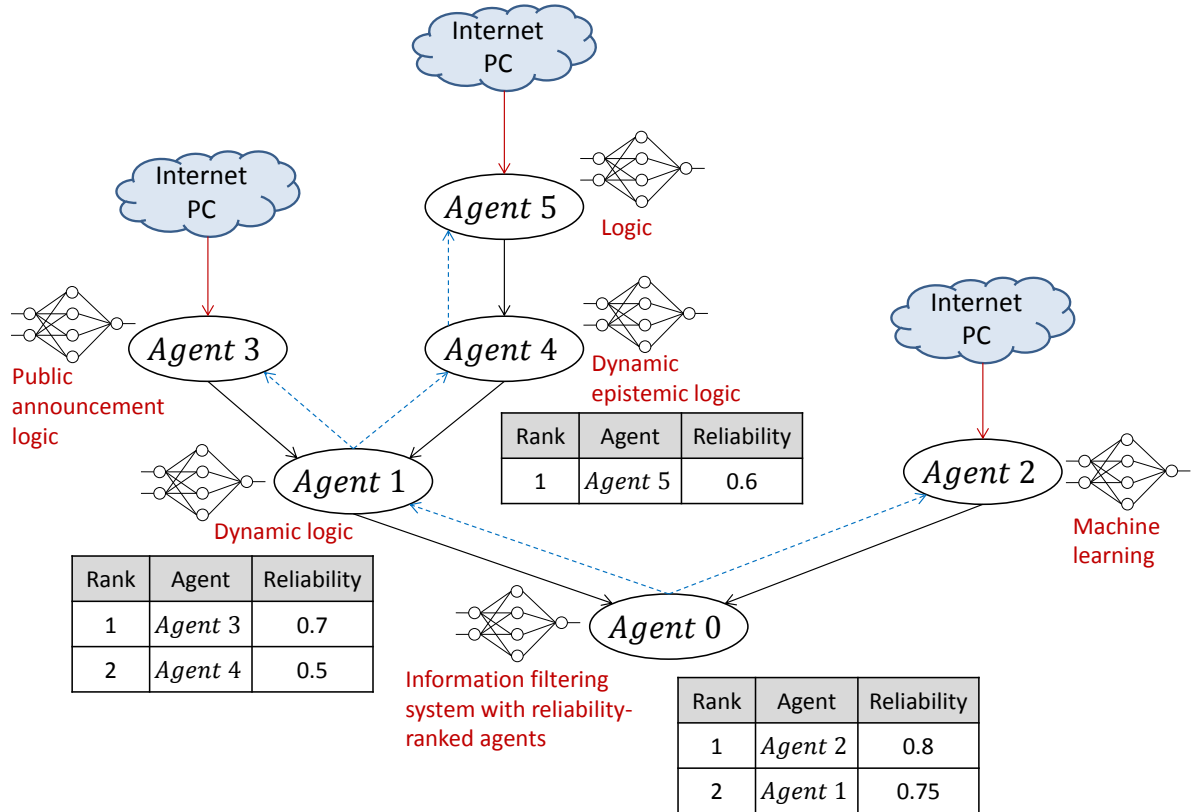 Internet
PC
Internet
PC
Agent 5
Logic
Internet
PC
Agent 3
Public
announcement
logic
Agent 4
Dynamic
epistemic logic
Rank Agent Reliability
1 Agent 5 0.6
Agent 1
Dynamic logic
Agent 2
Machine
learning
Rank Agent Reliability
1 Agent 3 0.7
2 Agent 4 0.5
Agent 0
Information filtering
system with reliability-
ranked agents
Rank Agent Reliability
1 Agent 2 0.8
2 Agent 1 0.75